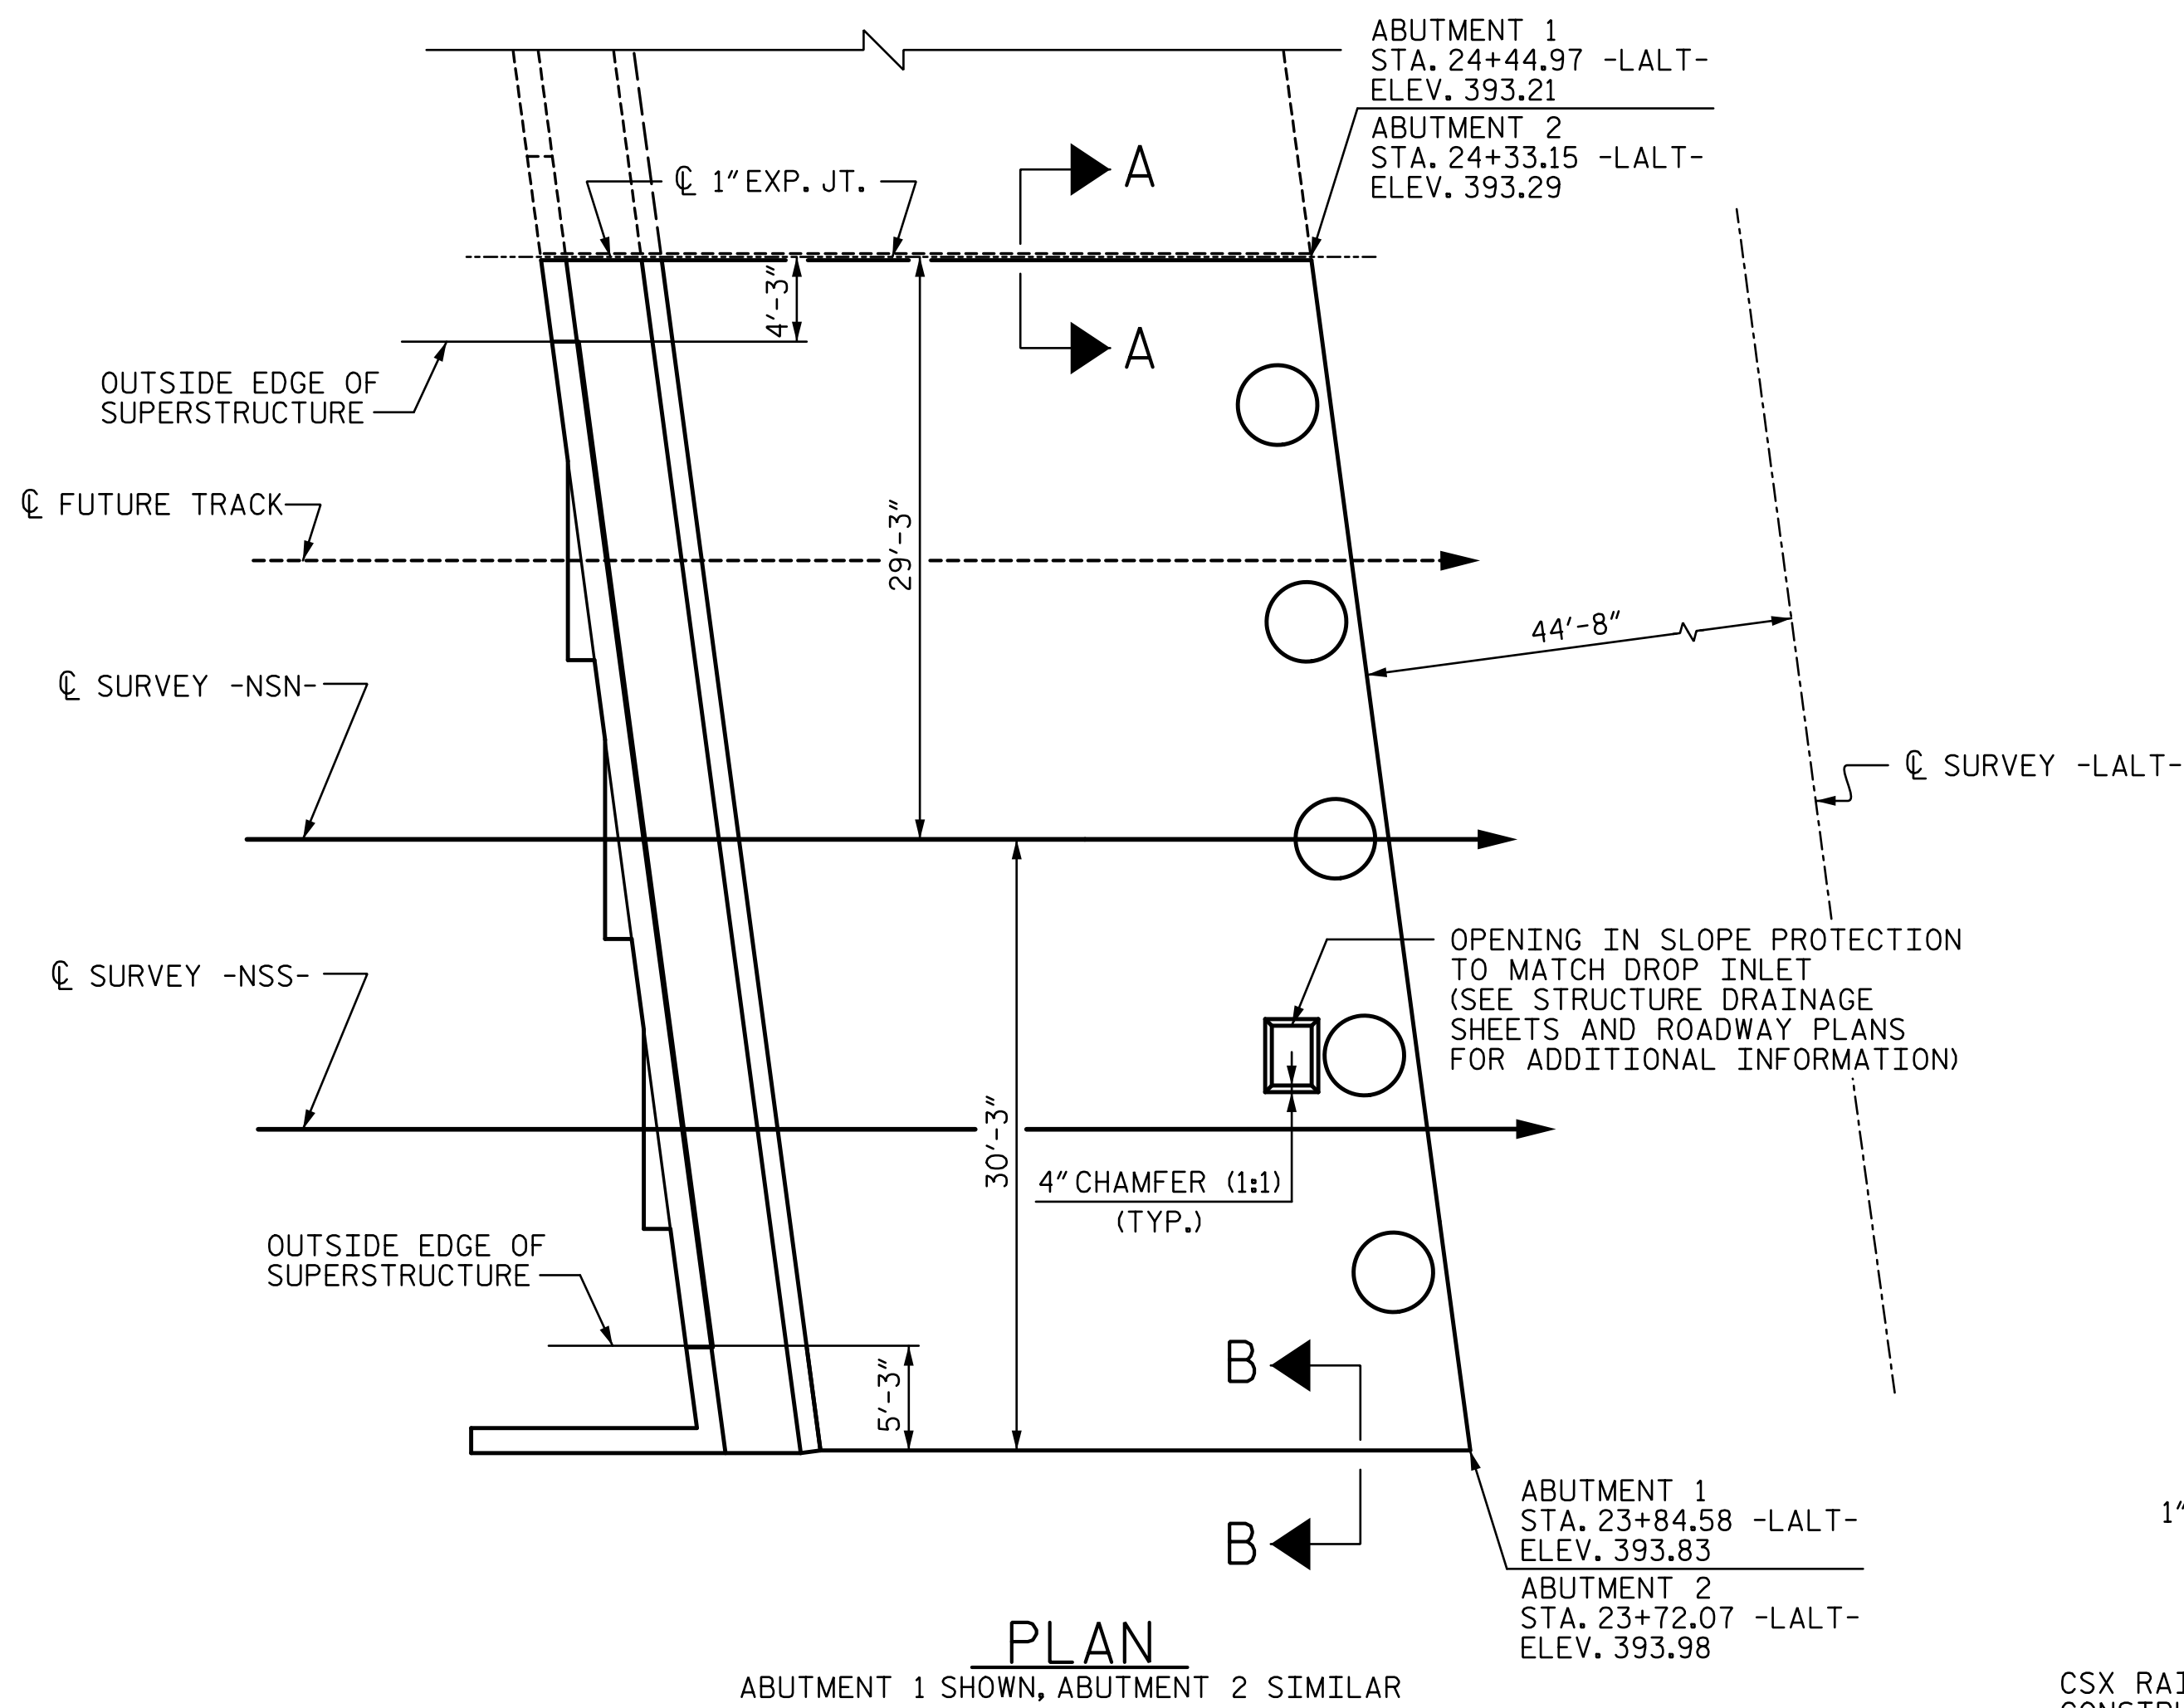 ABUTMENT 1
STA. 24+44.97 -LALT-
ELEV. 393.21
ABUTMENT 2
STA. 24+33.15 -LALT-
ELEV. 393.29
A
℄ 1" EXP. JT.
4'-3"
A
OUTSIDE EDGE OF
SUPERSTRUCTURE
℄ FUTURE TRACK
29'-3"
44'-8"
℄ SURVEY -NSN-
℄ SURVEY -LALT-
OPENING IN SLOPE PROTECTION
TO MATCH DROP INLET
(SEE STRUCTURE DRAINAGE
SHEETS AND ROADWAY PLANS
FOR ADDITIONAL INFORMATION)
℄ SURVEY -NSS-
30'-3"
4" CHAMFER (1:1)
(TYP.)
OUTSIDE EDGE OF
SUPERSTRUCTURE
5'-3"
B
B
ABUTMENT 1
STA. 23+84.58 -LALT-
ELEV. 393.83
ABUTMENT 2
STA. 23+72.07 -LALT-
ELEV. 393.98
1"
PLAN
ABUTMENT 1 SHOWN, ABUTMENT 2 SIMILAR
CSX